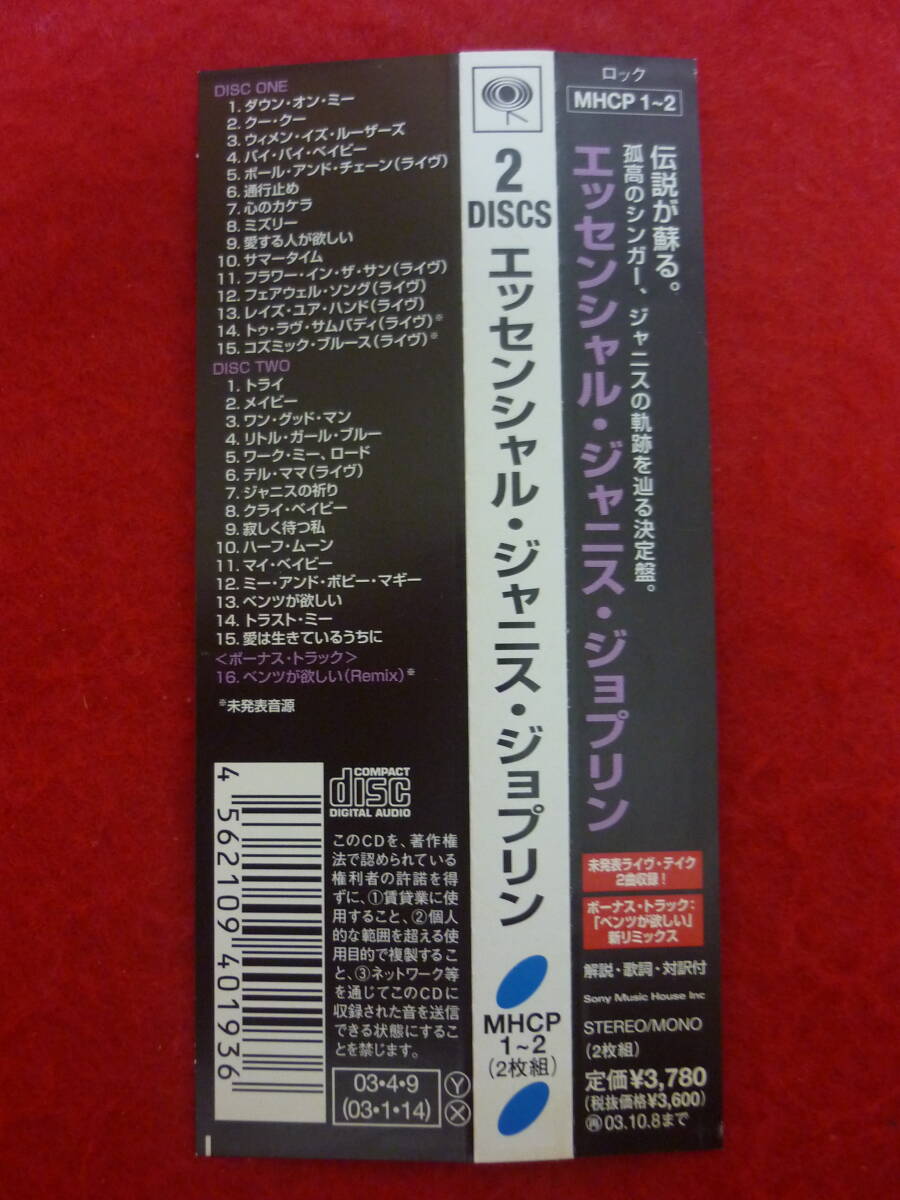 DISC ONE
1. ダウン・オン・ミー
2. クー・クー
3. ウィメン・イズ・ルーザーズ
4. バイ・バイ・ベイビー
5. ボール・アンド・チェーン(ライヴ)
6. 通行止め
7. 心のカケラ
8. ミズリー
9. 愛する人が欲しい
10. サマータイム
11. フラワー・イン・ザ・サン(ライヴ)
12. フェアウェル・ソング(ライヴ)
13. レイズ・ユア・ハンド(ライヴ)
14. トゥ・ラヴ・サムバディ(ライヴ)※
15. コズミック・ブルース(ライヴ)※
DISC TWO
1. トライ
2. メイビー
3. ワン・グッド・マン
4. リトル・ガール・ブルー
5. ワーク・ミー、ロード
6. テル・ママ(ライヴ)
7. ジャニスの祈り
8. クライ・ベイビー
9. 寂しく待つ私
10. ハーフ・ムーン
11. マイ・ベイビー
12. ミー・アンド・ボビー・マギー
13. ベンツが欲しい
14. トラスト・ミー
15. 愛は生きているうちに
<ボーナス・トラック>
16. ベンツが欲しい(Remix)※
※未発表音源
4 562109 401936
COMPACT
disc
DIGITAL AUDIO
このCDを、著作権
法で認められている
権利者の許諾を得
ずに、①賃貸業に使
用すること、②個人
的な範囲を超える使
用目的で複製するこ
と、③ネットワーク等
を通じてこのCDに
収録された音を送信
できる状態にするこ
とを禁じます。
03・4・9
(03・1・14)
Y
X
2
DISCS
エッセンシャル・ジャニス・ジョプリン
MHCP
1~2
(2枚組)
ロック
MHCP 1~2
伝説が蘇る。
孤高のシンガー、ジャニスの軌跡を辿る決定盤。
エッセンシャル・ジャニス・ジョプリン
未発表ライヴ・テイク
2曲収録!
ボーナス・トラック:
「ベンツが欲しい」
新リミックス
解説・歌詞・対訳付
Sony Music House Inc
STEREO/MONO
(2枚組)
定価¥3,780
(税抜価格¥3,600)
㋵03.10.8まで